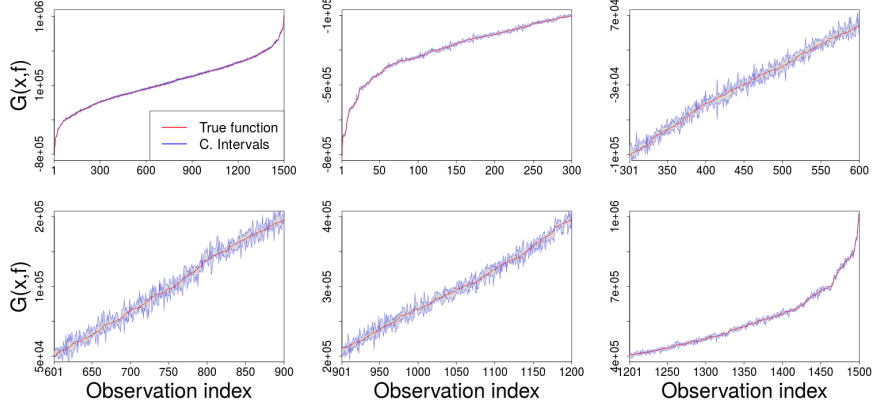 G(x,f)
1e+06
1e+05
-8e+05
True function
C. Intervals
1 300 600 900 1200 1500
-1e+05
-5e+05
-8e+05
1 50 100 150 200 250 300
7e+04
-3e+04
-1e+05
301 350 400 450 500 550 600
G(x,f)
2e+05
1e+05
5e+04
601 650 700 750 800 850 900
Observation index
4e+05
3e+05
2e+05
901 950 1000 1050 1100 1150 1200
Observation index
1e+06
7e+05
4e+05
1201 1250 1300 1350 1400 1450 1500
Observation index